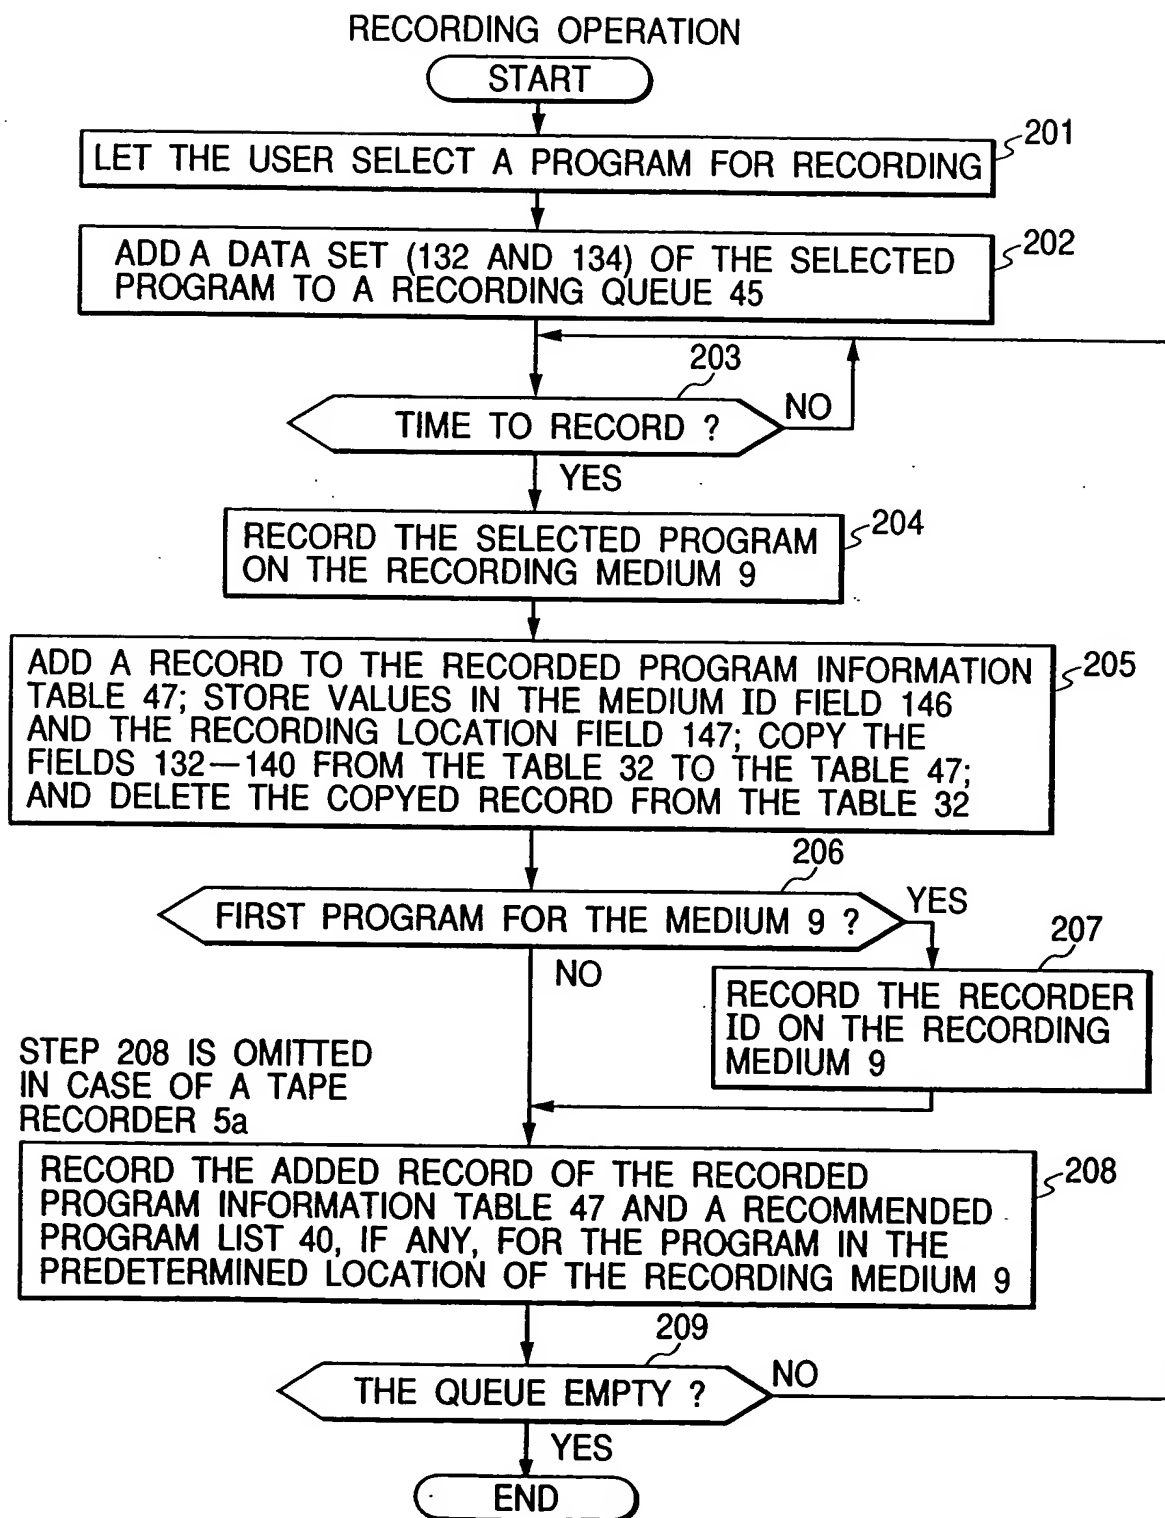 RECORDING OPERATION
START
LET THE USER SELECT A PROGRAM FOR RECORDING
201
ADD A DATA SET (132 AND 134) OF THE SELECTED
PROGRAM TO A RECORDING QUEUE 45
202
203
TIME TO RECORD ?
NO
YES
RECORD THE SELECTED PROGRAM
ON THE RECORDING MEDIUM 9
204
ADD A RECORD TO THE RECORDED PROGRAM INFORMATION
TABLE 47; STORE VALUES IN THE MEDIUM ID FIELD 146
AND THE RECORDING LOCATION FIELD 147; COPY THE
FIELDS 132—140 FROM THE TABLE 32 TO THE TABLE 47;
AND DELETE THE COPYED RECORD FROM THE TABLE 32
205
206
FIRST PROGRAM FOR THE MEDIUM 9 ?
YES
NO
207
RECORD THE RECORDER
ID ON THE RECORDING
MEDIUM 9
STEP 208 IS OMITTED
IN CASE OF A TAPE
RECORDER 5a
RECORD THE ADDED RECORD OF THE RECORDED
PROGRAM INFORMATION TABLE 47 AND A RECOMMENDED
PROGRAM LIST 40, IF ANY, FOR THE PROGRAM IN THE
PREDETERMINED LOCATION OF THE RECORDING MEDIUM 9
208
209
THE QUEUE EMPTY ?
NO
YES
END